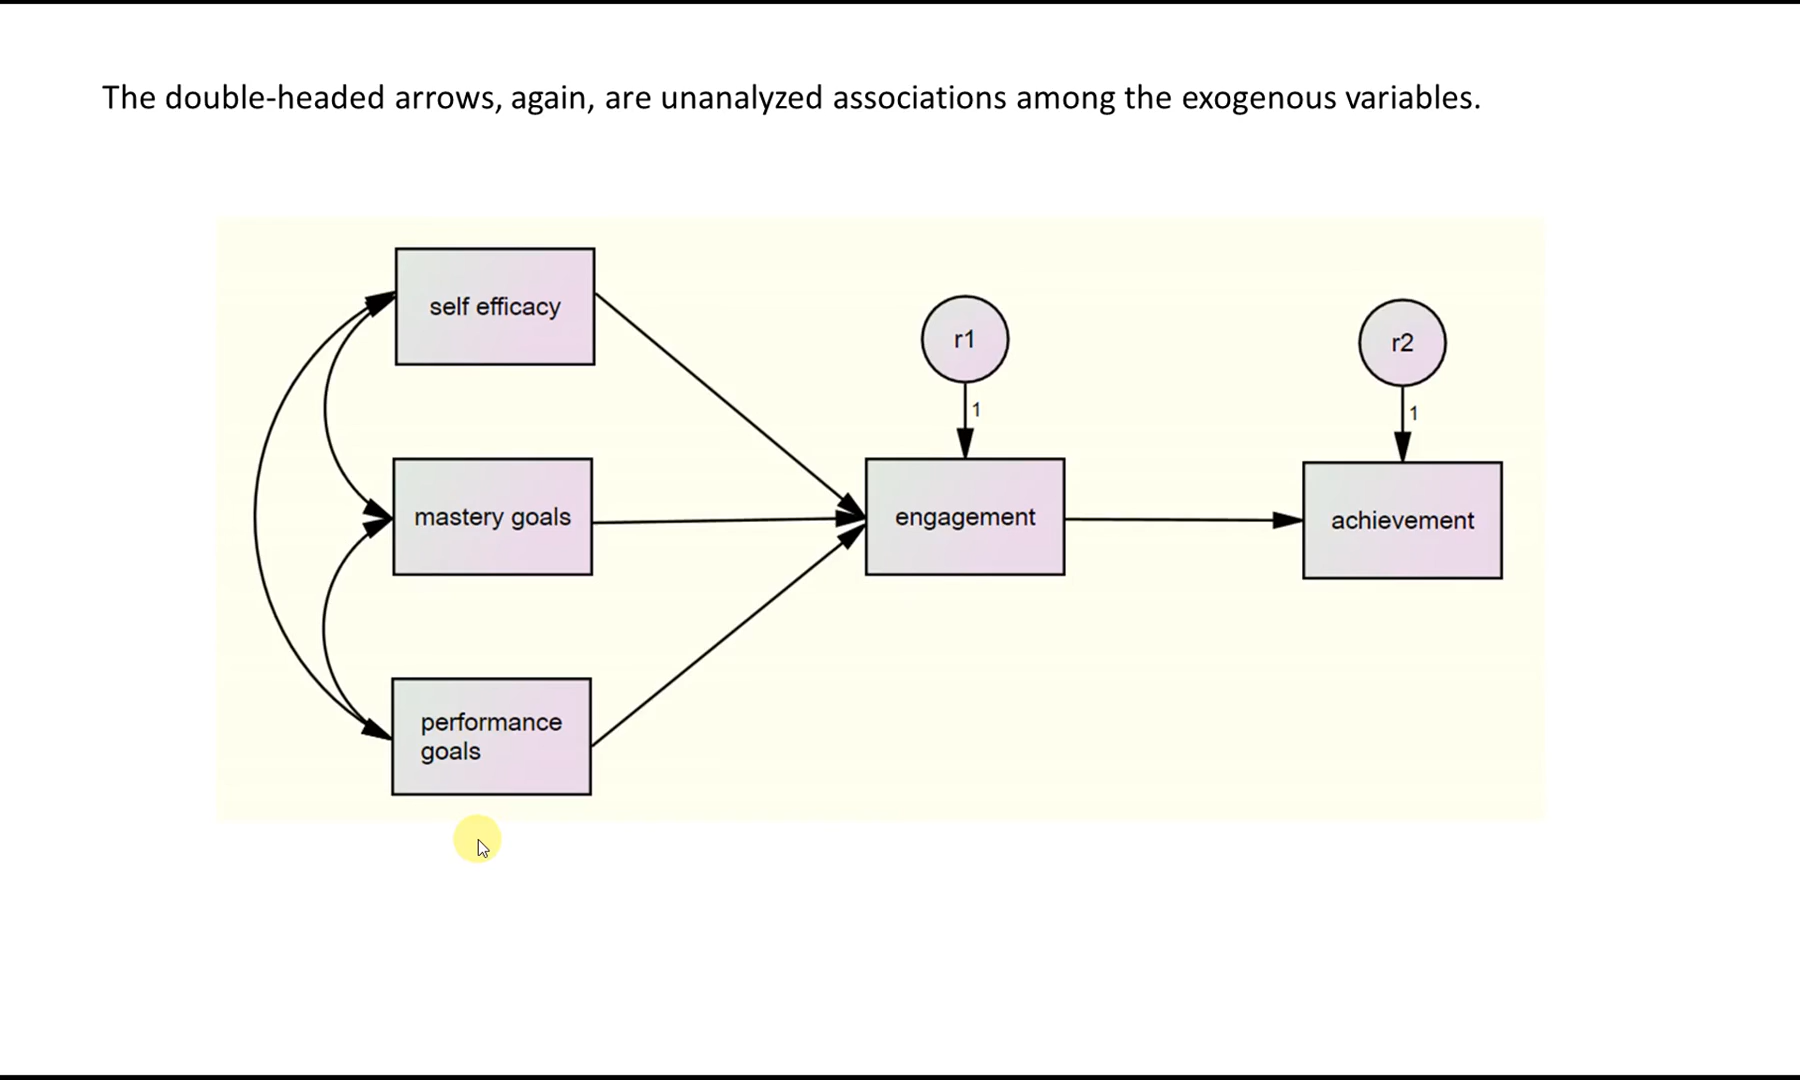 The double-headed arrows, again, are unanalyzed associations among the exogenous variables.
self efficacy
r1
r2
1
1
mastery goals
engagement
achievement
performance
goals